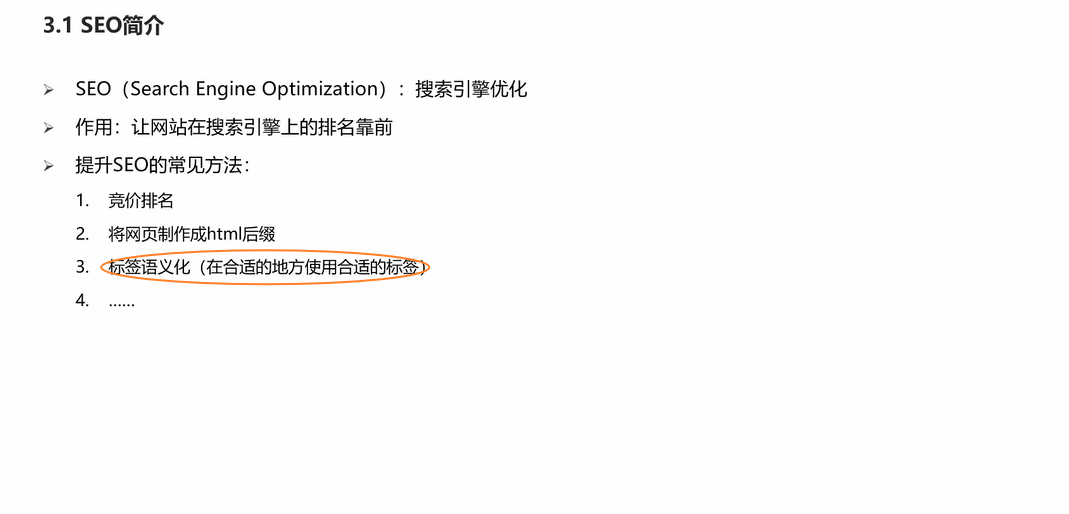 3.1 SEO简介
SEO（Search Engine Optimization）：搜索引擎优化
作用：让网站在搜索引擎上的排名靠前
提升SEO的常见方法：
1. 竞价排名
2. 将网页制作成html后缀
3. 标签语义化（在合适的地方使用合适的标签）
4. ……